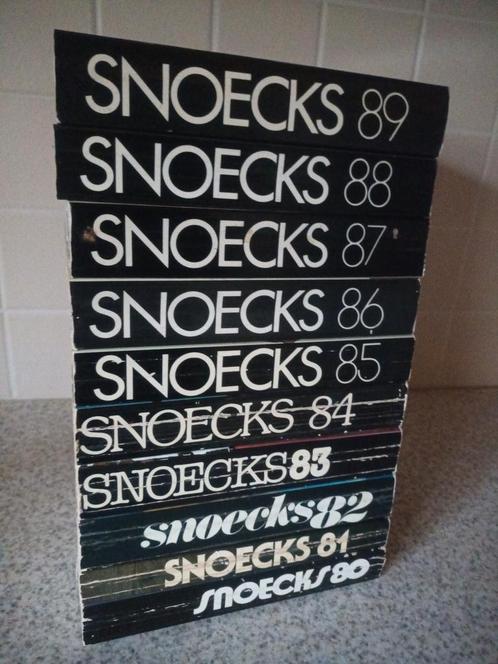 SNOECKS 89
SNOECKS 88
SNOECKS 87
SNOECKS 86
SNOECKS 85
SNOECKS 84
SNOECKS 83
snoecks 82
SNOECKS 81
SNOECKS 80